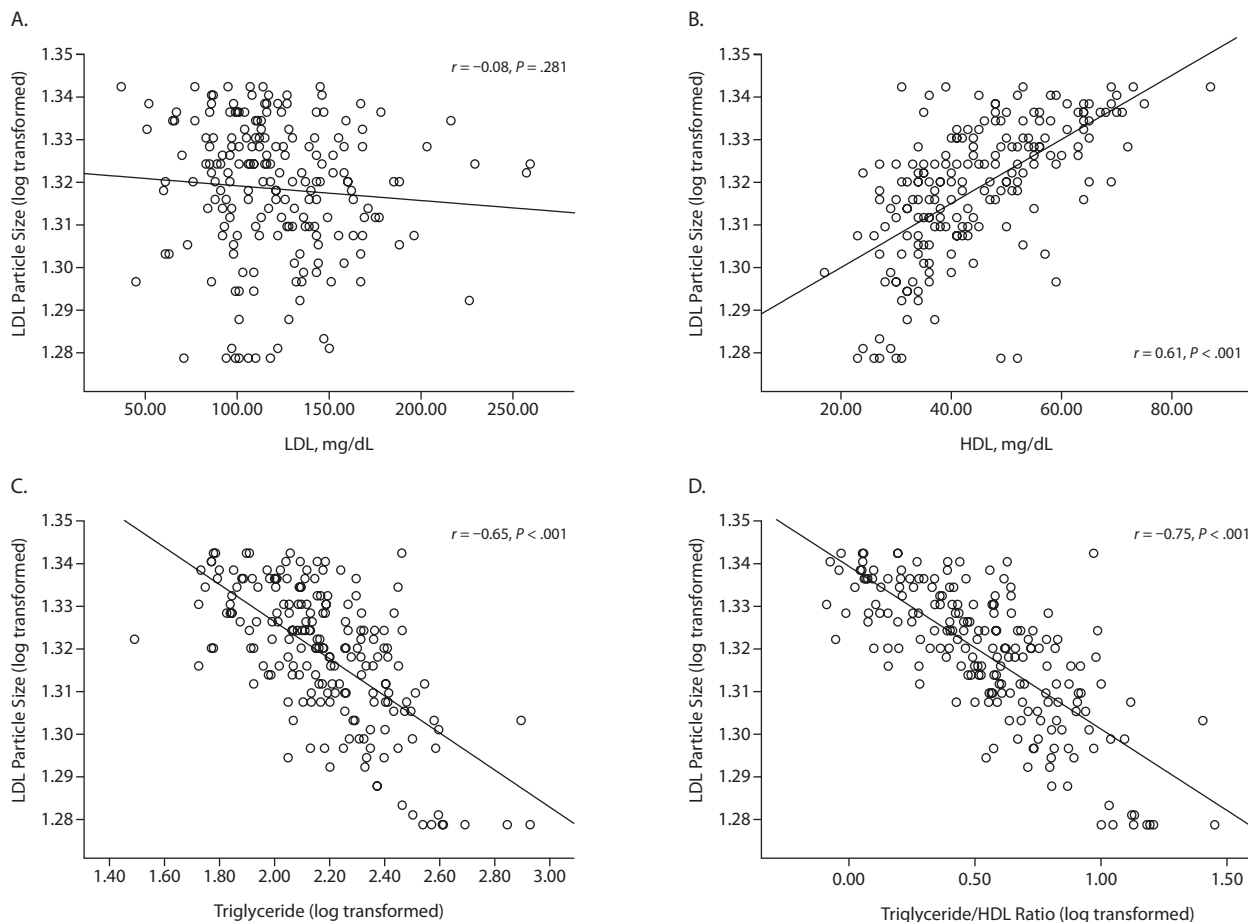 A.
LDL Particle Size (log transformed)
1.35
1.34
1.33
1.32
1.31
1.30
1.29
1.28
r = −0.08, P = .281
50.00 100.00 150.00 200.00 250.00
LDL, mg/dL
B.
LDL Particle Size (log transformed)
1.35
1.34
1.33
1.32
1.31
1.30
1.29
1.28
r = 0.61, P < .001
20.00 40.00 60.00 80.00
HDL, mg/dL
C.
LDL Particle Size (log transformed)
1.35
1.34
1.33
1.32
1.31
1.30
1.29
1.28
r = −0.65, P < .001
1.40 1.60 1.80 2.00 2.20 2.40 2.60 2.80 3.00
Triglyceride (log transformed)
D.
LDL Particle Size (log transformed)
1.35
1.34
1.33
1.32
1.31
1.30
1.29
1.28
r = −0.75, P < .001
0.00 0.50 1.00 1.50
Triglyceride/HDL Ratio (log transformed)